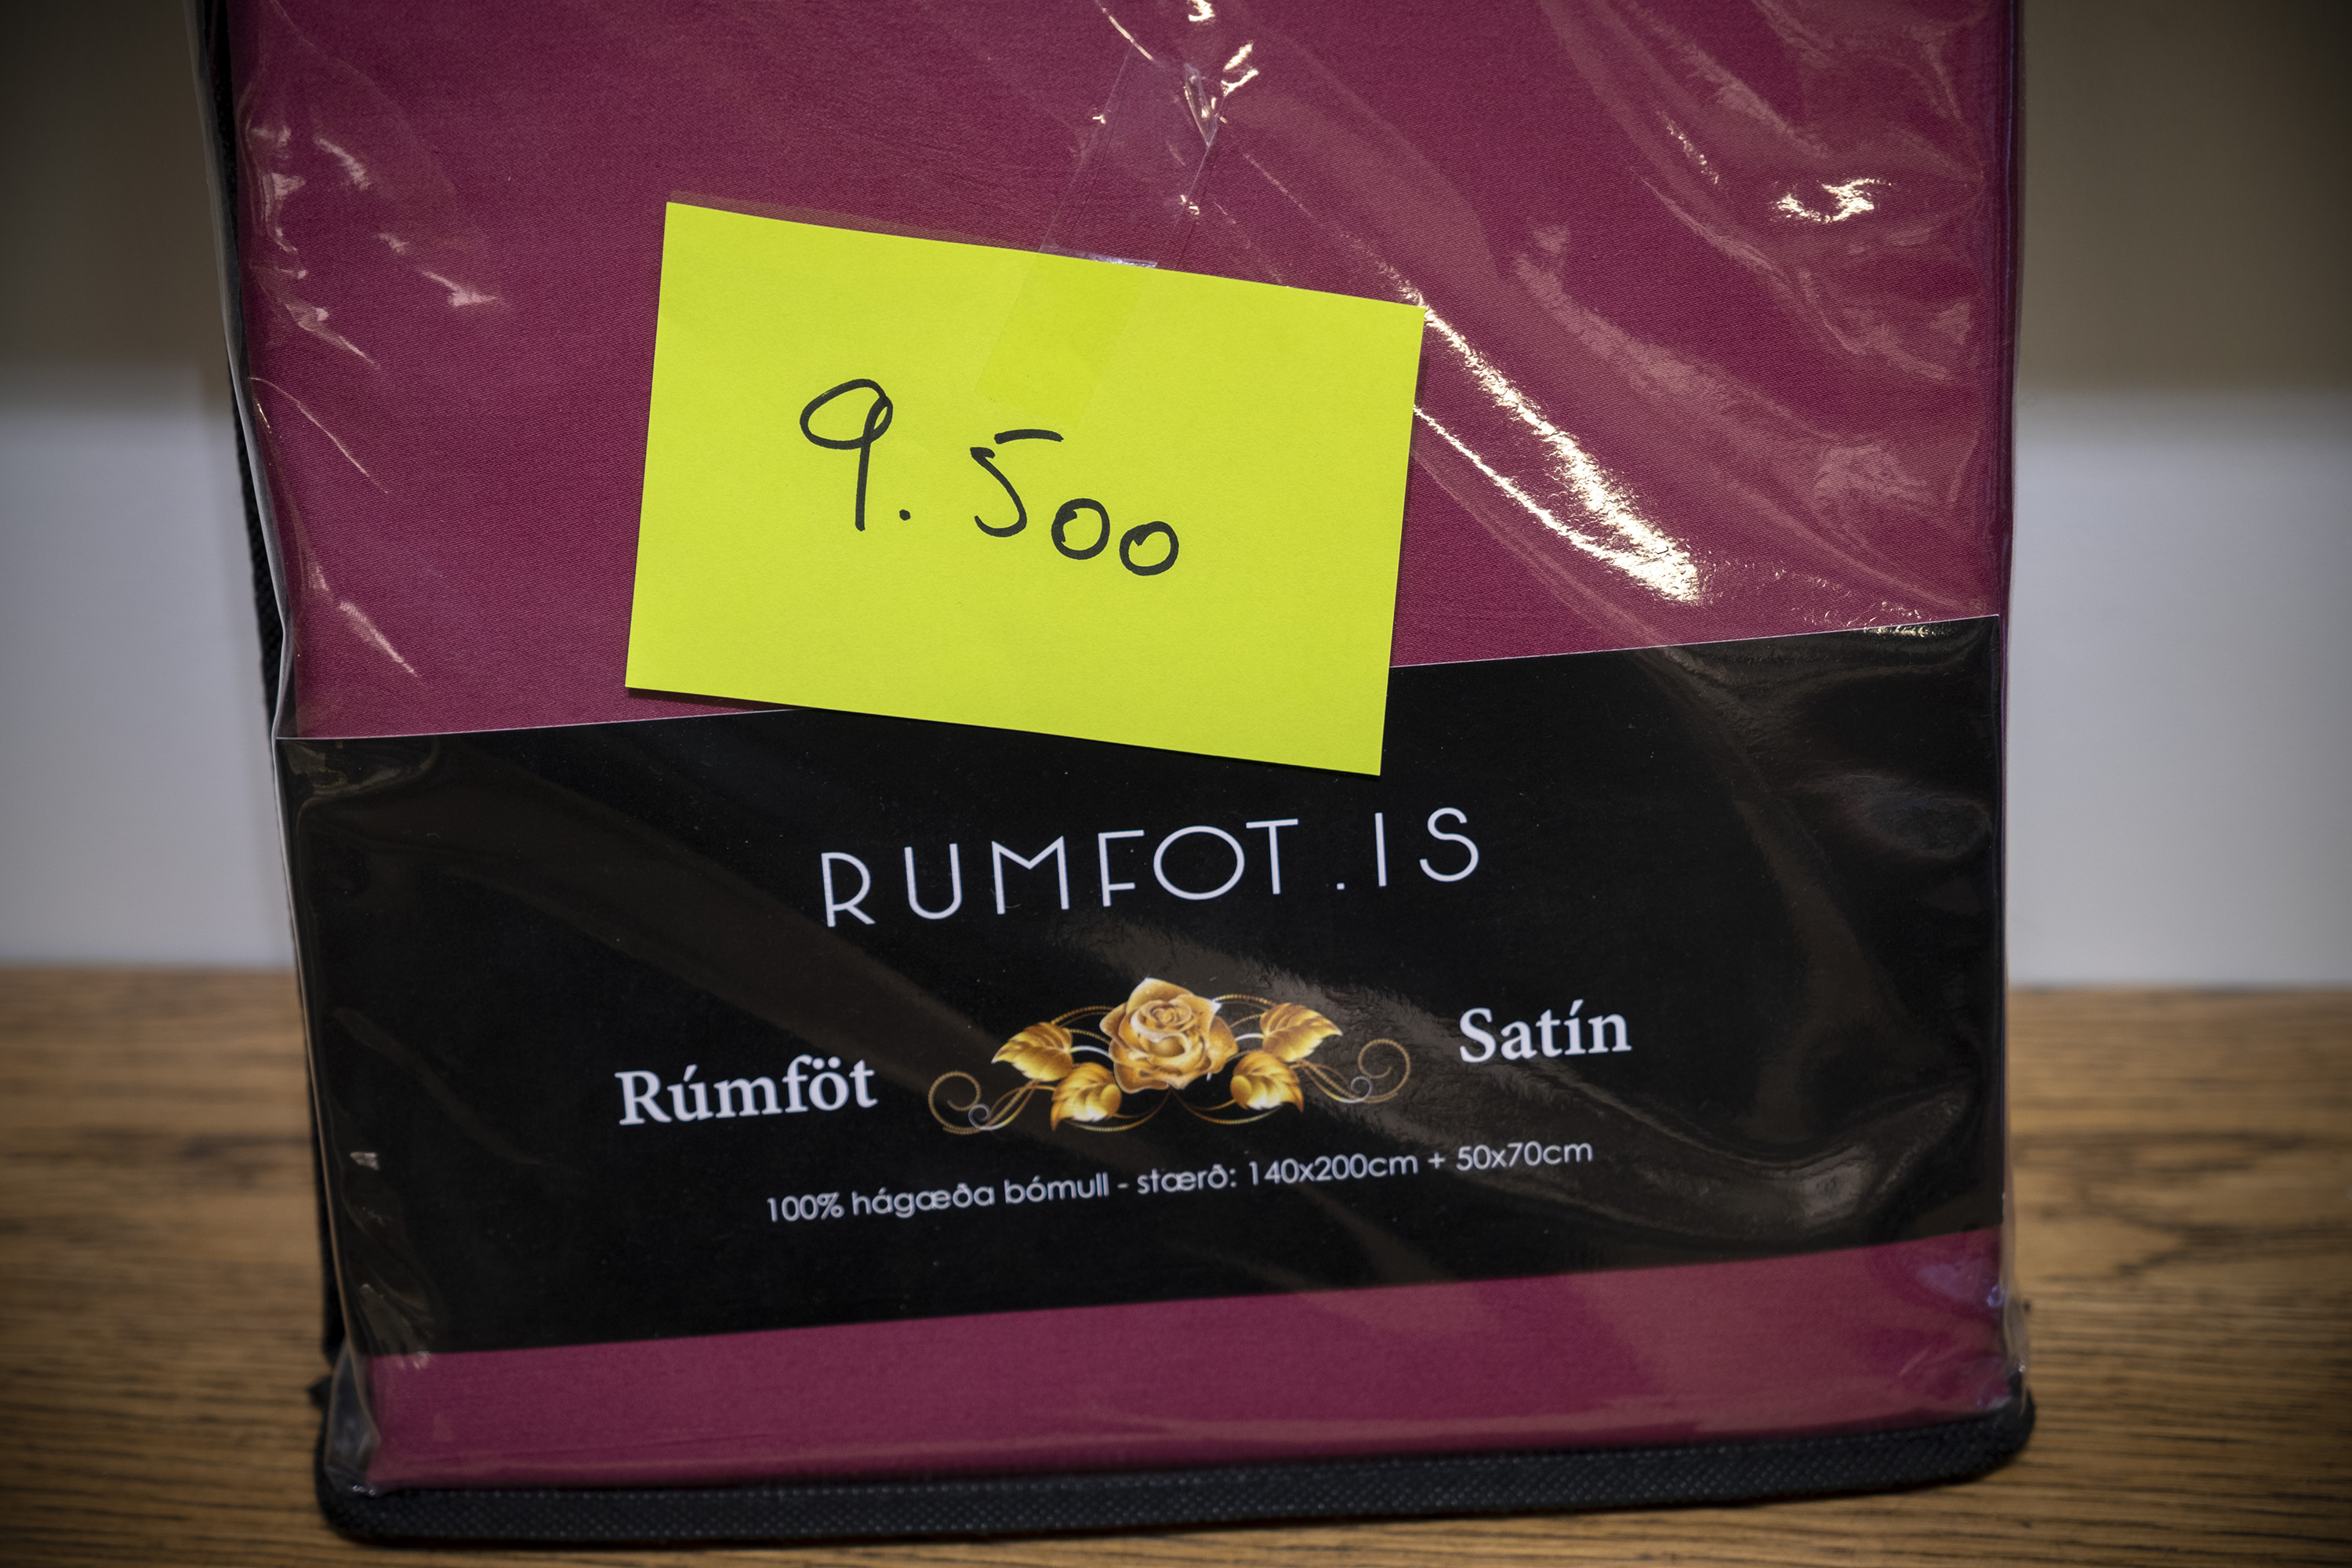 9.500
RUMFOT.IS
Rúmföt Satín
100% hágæða bómull - stærð: 140x200cm + 50x70cm